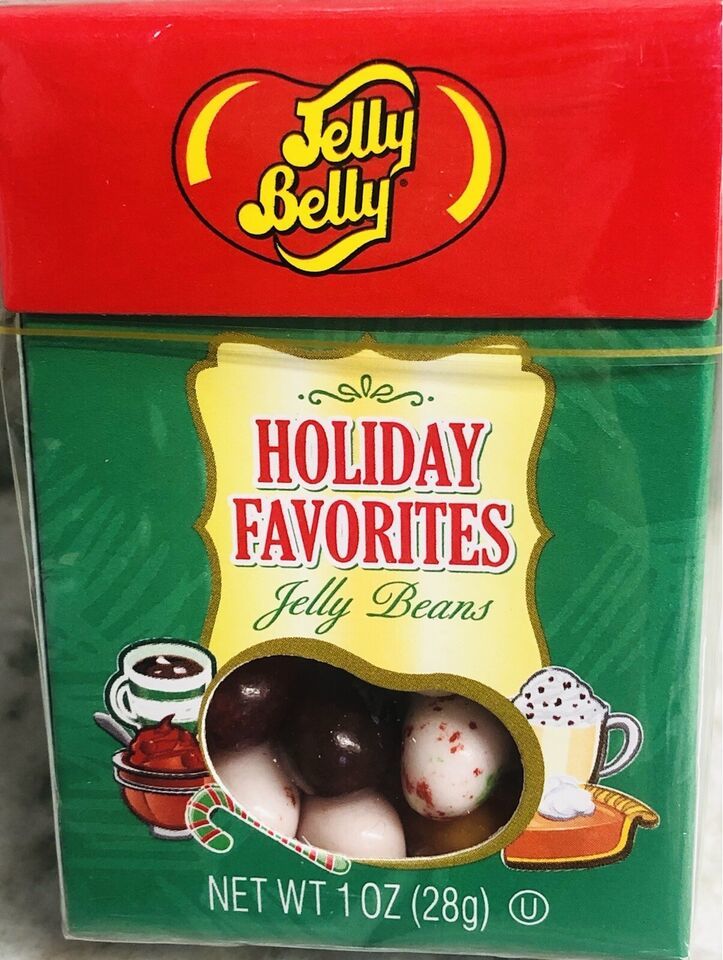 Jelly
Belly
HOLIDAY
FAVORITES
Jelly Beans
NET WT 1 OZ (28g) U